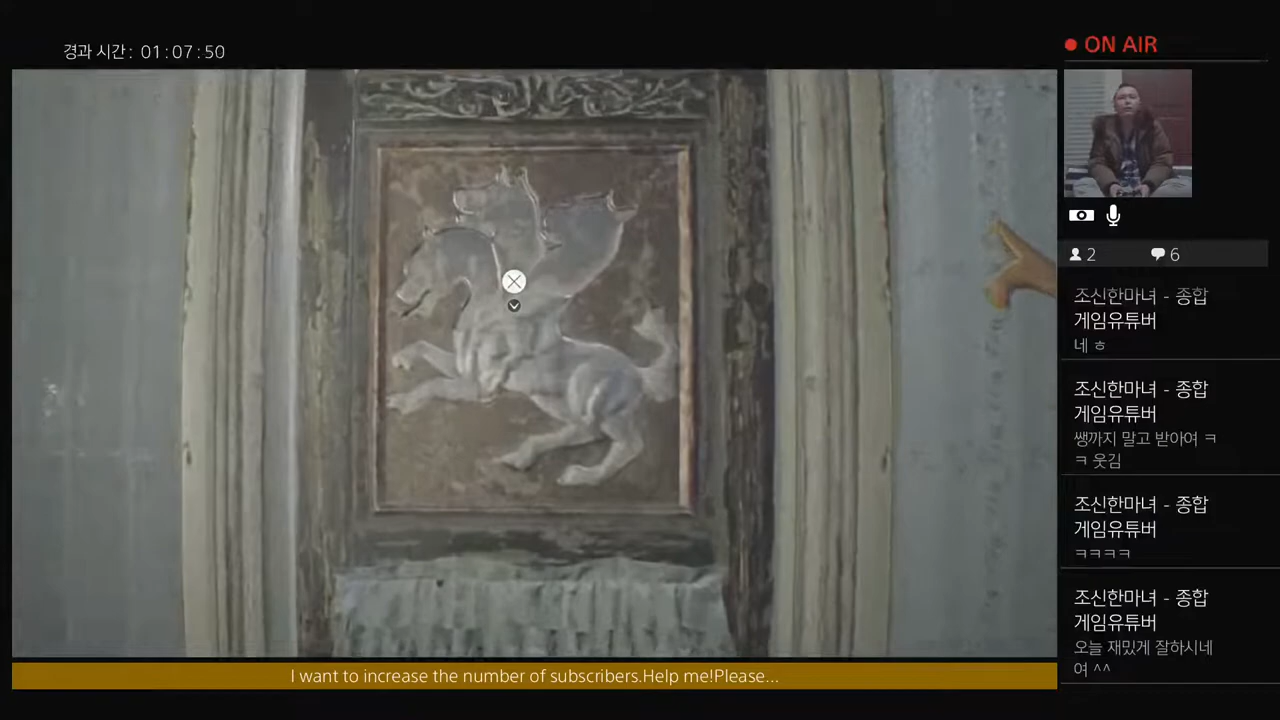 경과 시간: 01:07:50
ON AIR
2
6
조신한마녀 - 종합
게임유튜버
네 ㅎ
조신한마녀 - 종합
게임유튜버
쌩까지 말고 받아여 ㅋ
ㅋ 웃김
조신한마녀 - 종합
게임유튜버
ㅋㅋㅋㅋ
조신한마녀 - 종합
게임유튜버
오늘 재밌게 잘하시네
여 ^^
I want to increase the number of subscribers.Help me!Please...